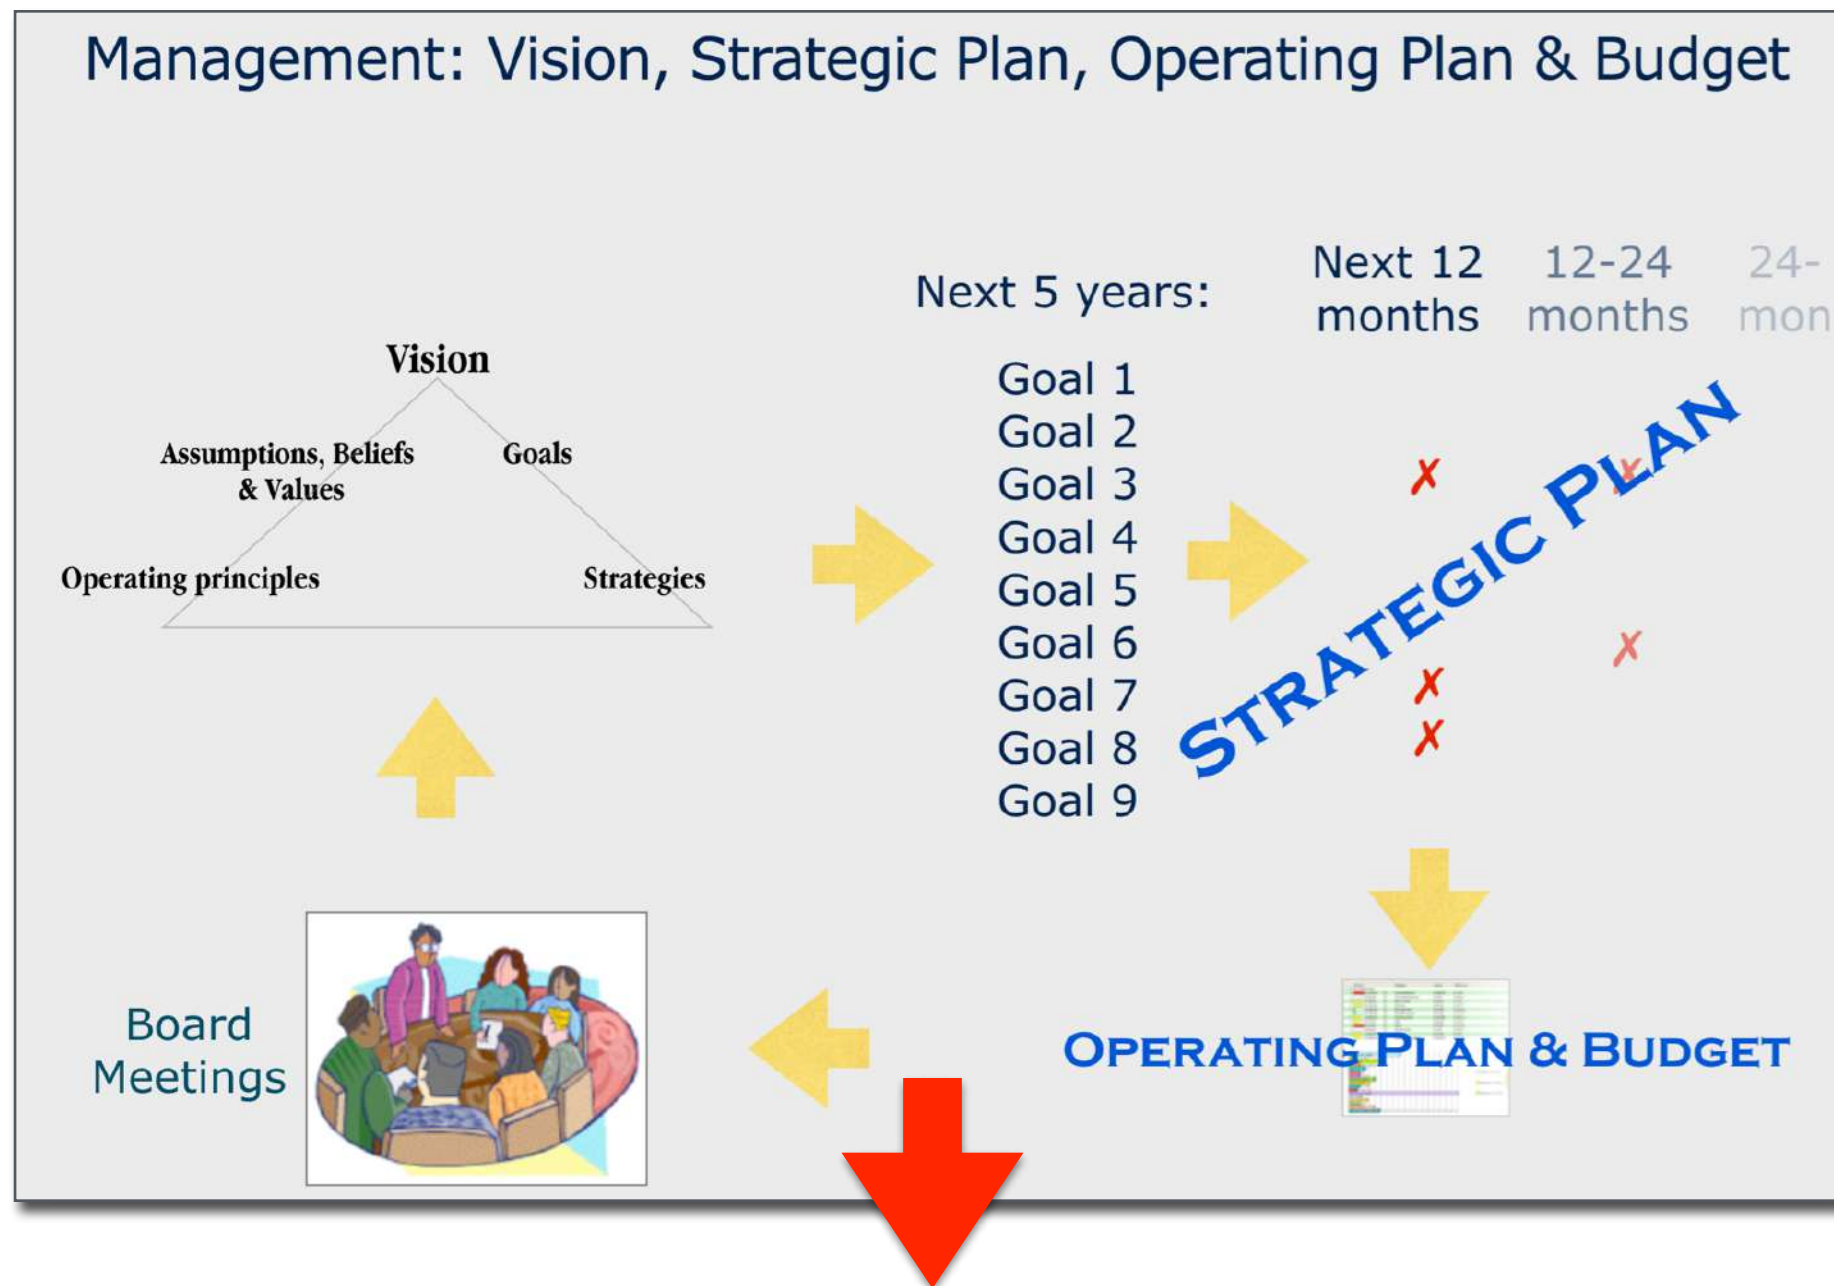 Management: Vision, Strategic Plan, Operating Plan & Budget
Vision
Assumptions, Beliefs
& Values
Goals
Operating principles
Strategies
Next 5 years:
Goal 1
Goal 2
Goal 3
Goal 4
Goal 5
Goal 6
Goal 7
Goal 8
Goal 9
Next 12
months
12-24
months
24-
mon
STRATEGIC PLAN
✗ ✗
✗
✗
✗
OPERATING PLAN & BUDGET
Board
Meetings